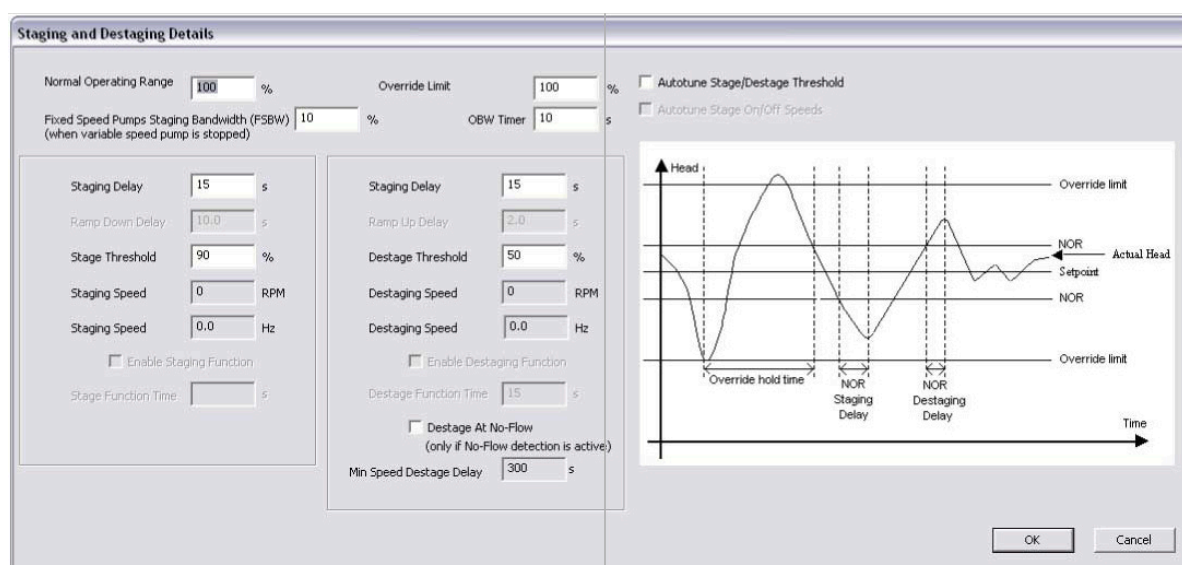 Staging and Destaging Details
Normal Operating Range 100 %
Override Limit 100 %
Autotune Stage/Destage Threshold
Fixed Speed Pumps Staging Bandwidth (FSBW) 10 %
(when variable speed pump is stopped)
OBW Timer 10 s
Autotune Stage On/Off Speeds
Staging Delay 15 s
Ramp Down Delay 10.0 s
Stage Threshold 90 %
Staging Speed 0 RPM
Staging Speed 0.0 Hz
Enable Staging Function
Stage Function Time s
Staging Delay 15 s
Ramp Up Delay 2.0 s
Destage Threshold 50 %
Destaging Speed 0 RPM
Destaging Speed 0.0 Hz
Enable Destaging Function
Destage Function Time 15 s
Destage At No-Flow
(only if No-Flow detection is active)
Min Speed Destage Delay 300 s
Head
Override limit
NOR
Actual Head
Setpoint
NOR
Override limit
Override hold time
NOR
Staging
Delay
NOR
Destaging
Delay
Time
OK
Cancel